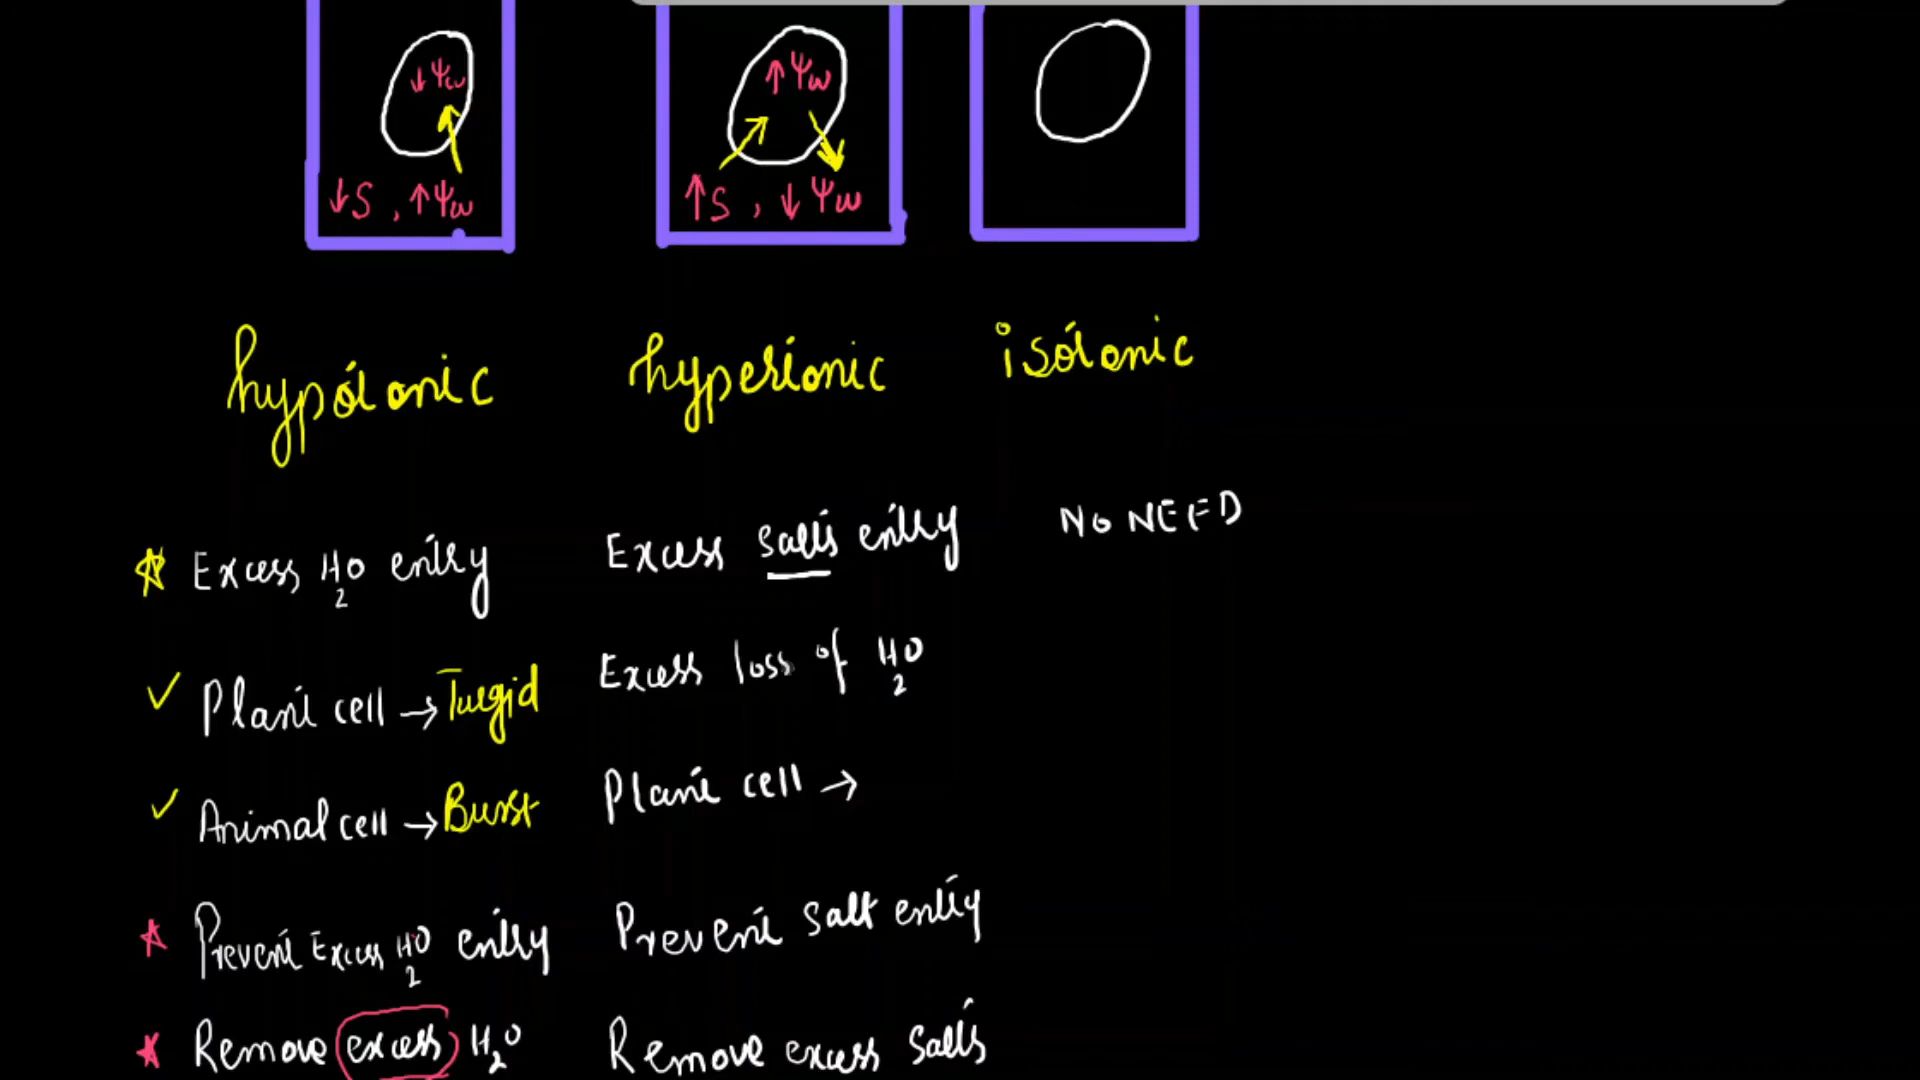 ↓Ψw ↑Ψw
↓S , ↑Ψw ↑S , ↓Ψw
hypotonic hypertonic isotonic
☆ Excess H2O entry Excess salts entry NO NEED
✓ Plant cell → Turgid Excess loss of H2O
✓ Animal cell → Burst Plant cell →
☆ Prevent Excess H2O entry Prevent salt entry
★ Remove excess H2O Remove excess salts